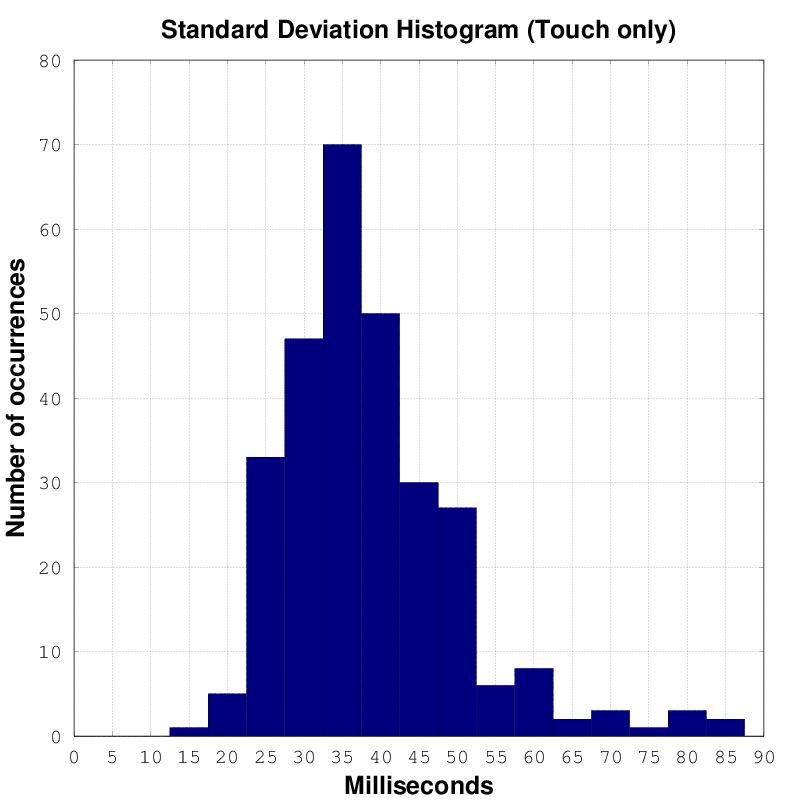 Standard Deviation Histogram (Touch only)
80
70
60
50
40
30
20
10
0
Number of occurrences
0 5 10 15 20 25 30 35 40 45 50 55 60 65 70 75 80 85 90
Milliseconds